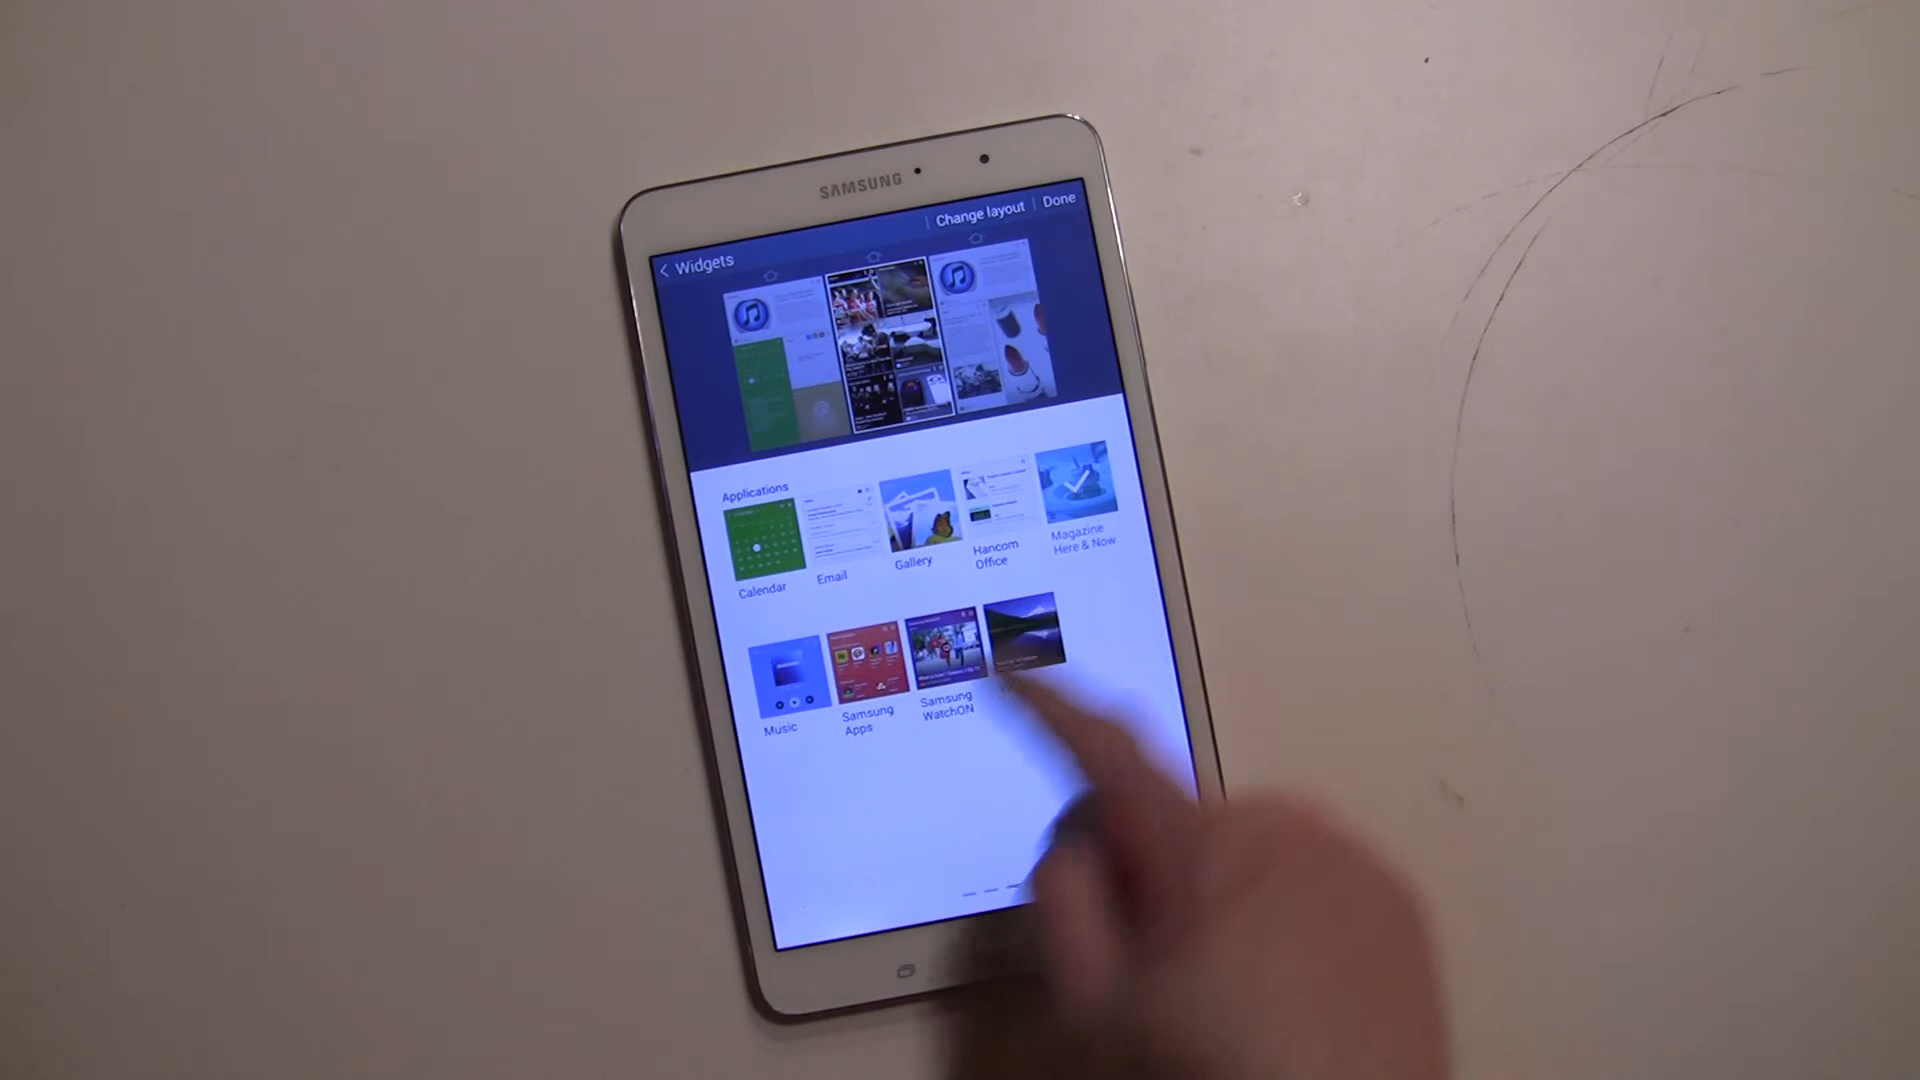 SAMSUNG
Change layout
Done
Widgets
Applications
Calendar
Email
Gallery
Hancom
Office
Magazine
Here & Now
Music
Samsung
Apps
Samsung
WatchON